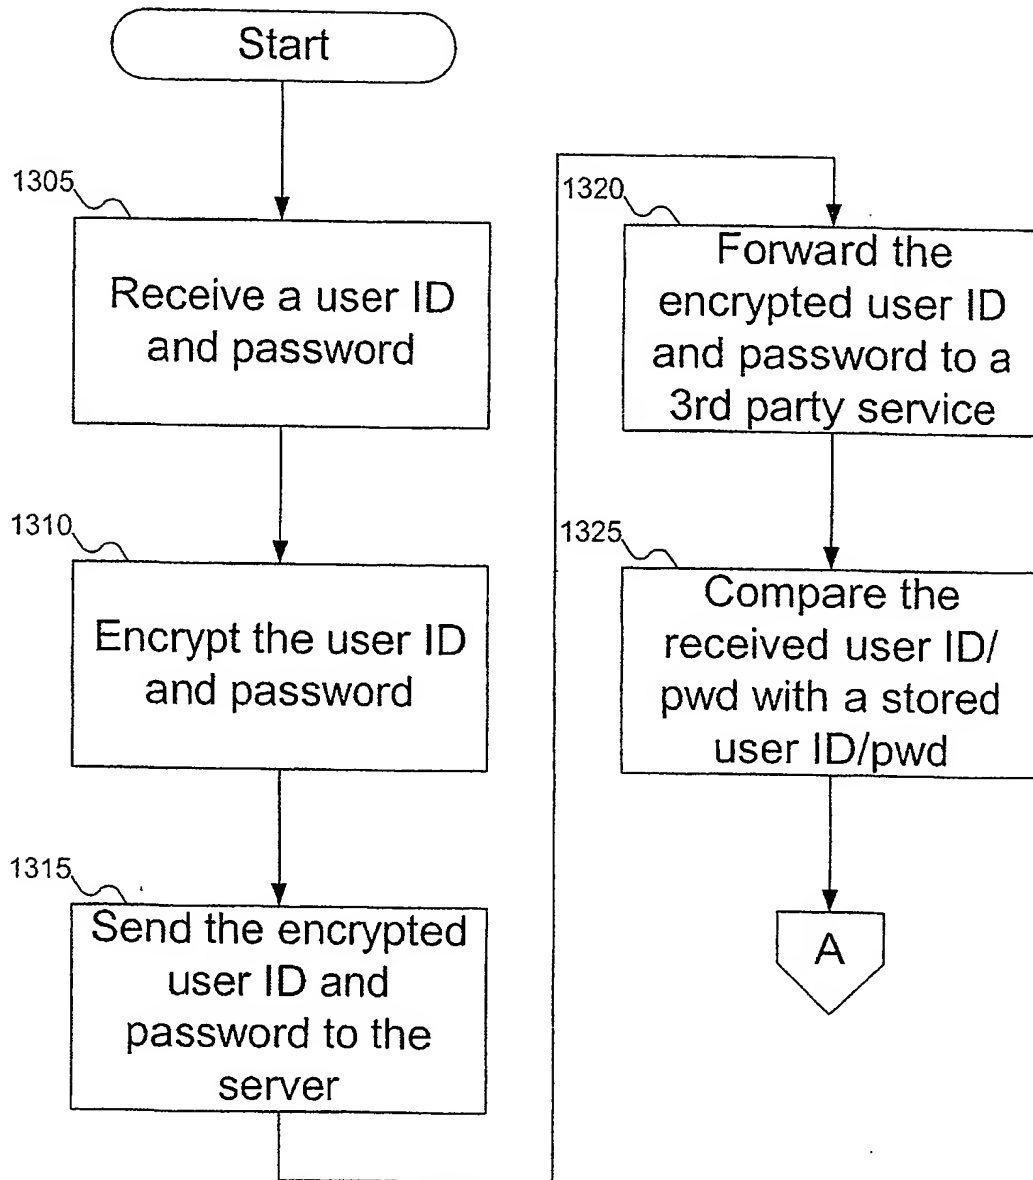 Start
1305
Receive a user ID
and password
1310
Encrypt the user ID
and password
1315
Send the encrypted
user ID and
password to the
server
1320
Forward the
encrypted user ID
and password to a
3rd party service
1325
Compare the
received user ID/
pwd with a stored
user ID/pwd
A